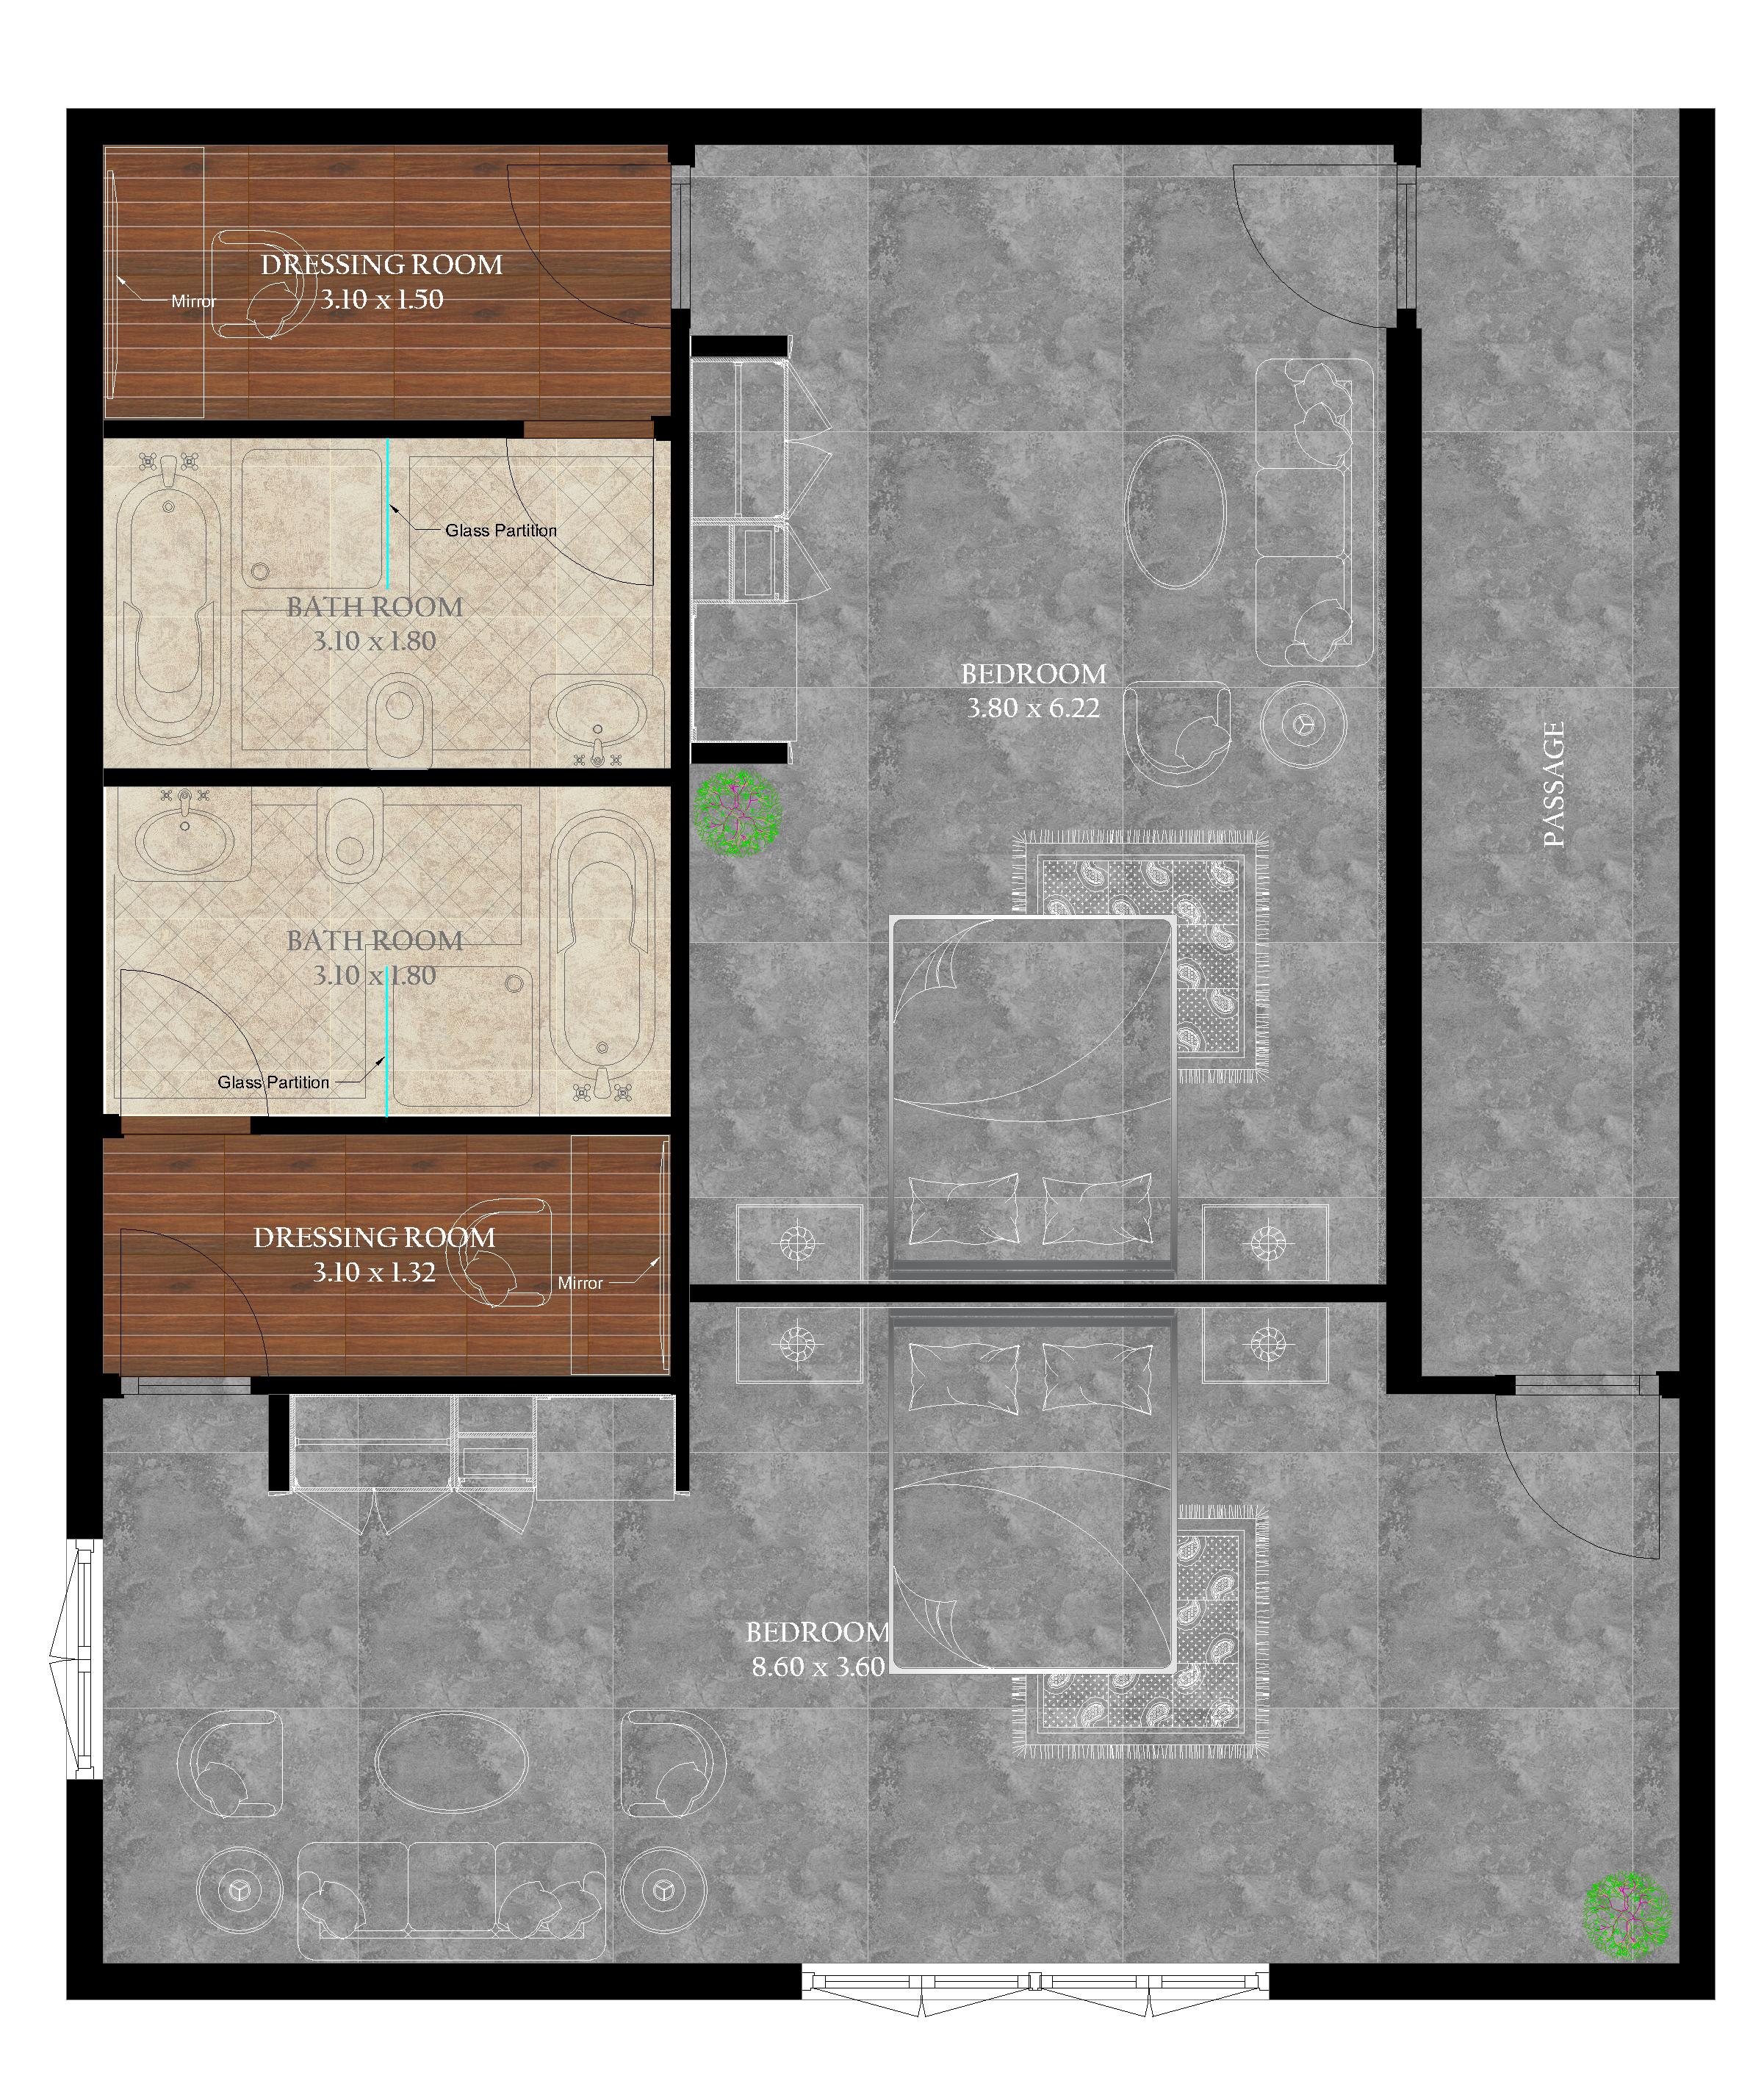 DRESSING ROOM
3.10 x 1.50
Mirror
Glass Partition
BATH ROOM
3.10 x 1.80
BEDROOM
3.80 x 6.22
PASSAGE
BATH ROOM
3.10 x 1.80
Glass Partition
DRESSING ROOM
3.10 x 1.32
Mirror
BEDROOM
8.60 x 3.60